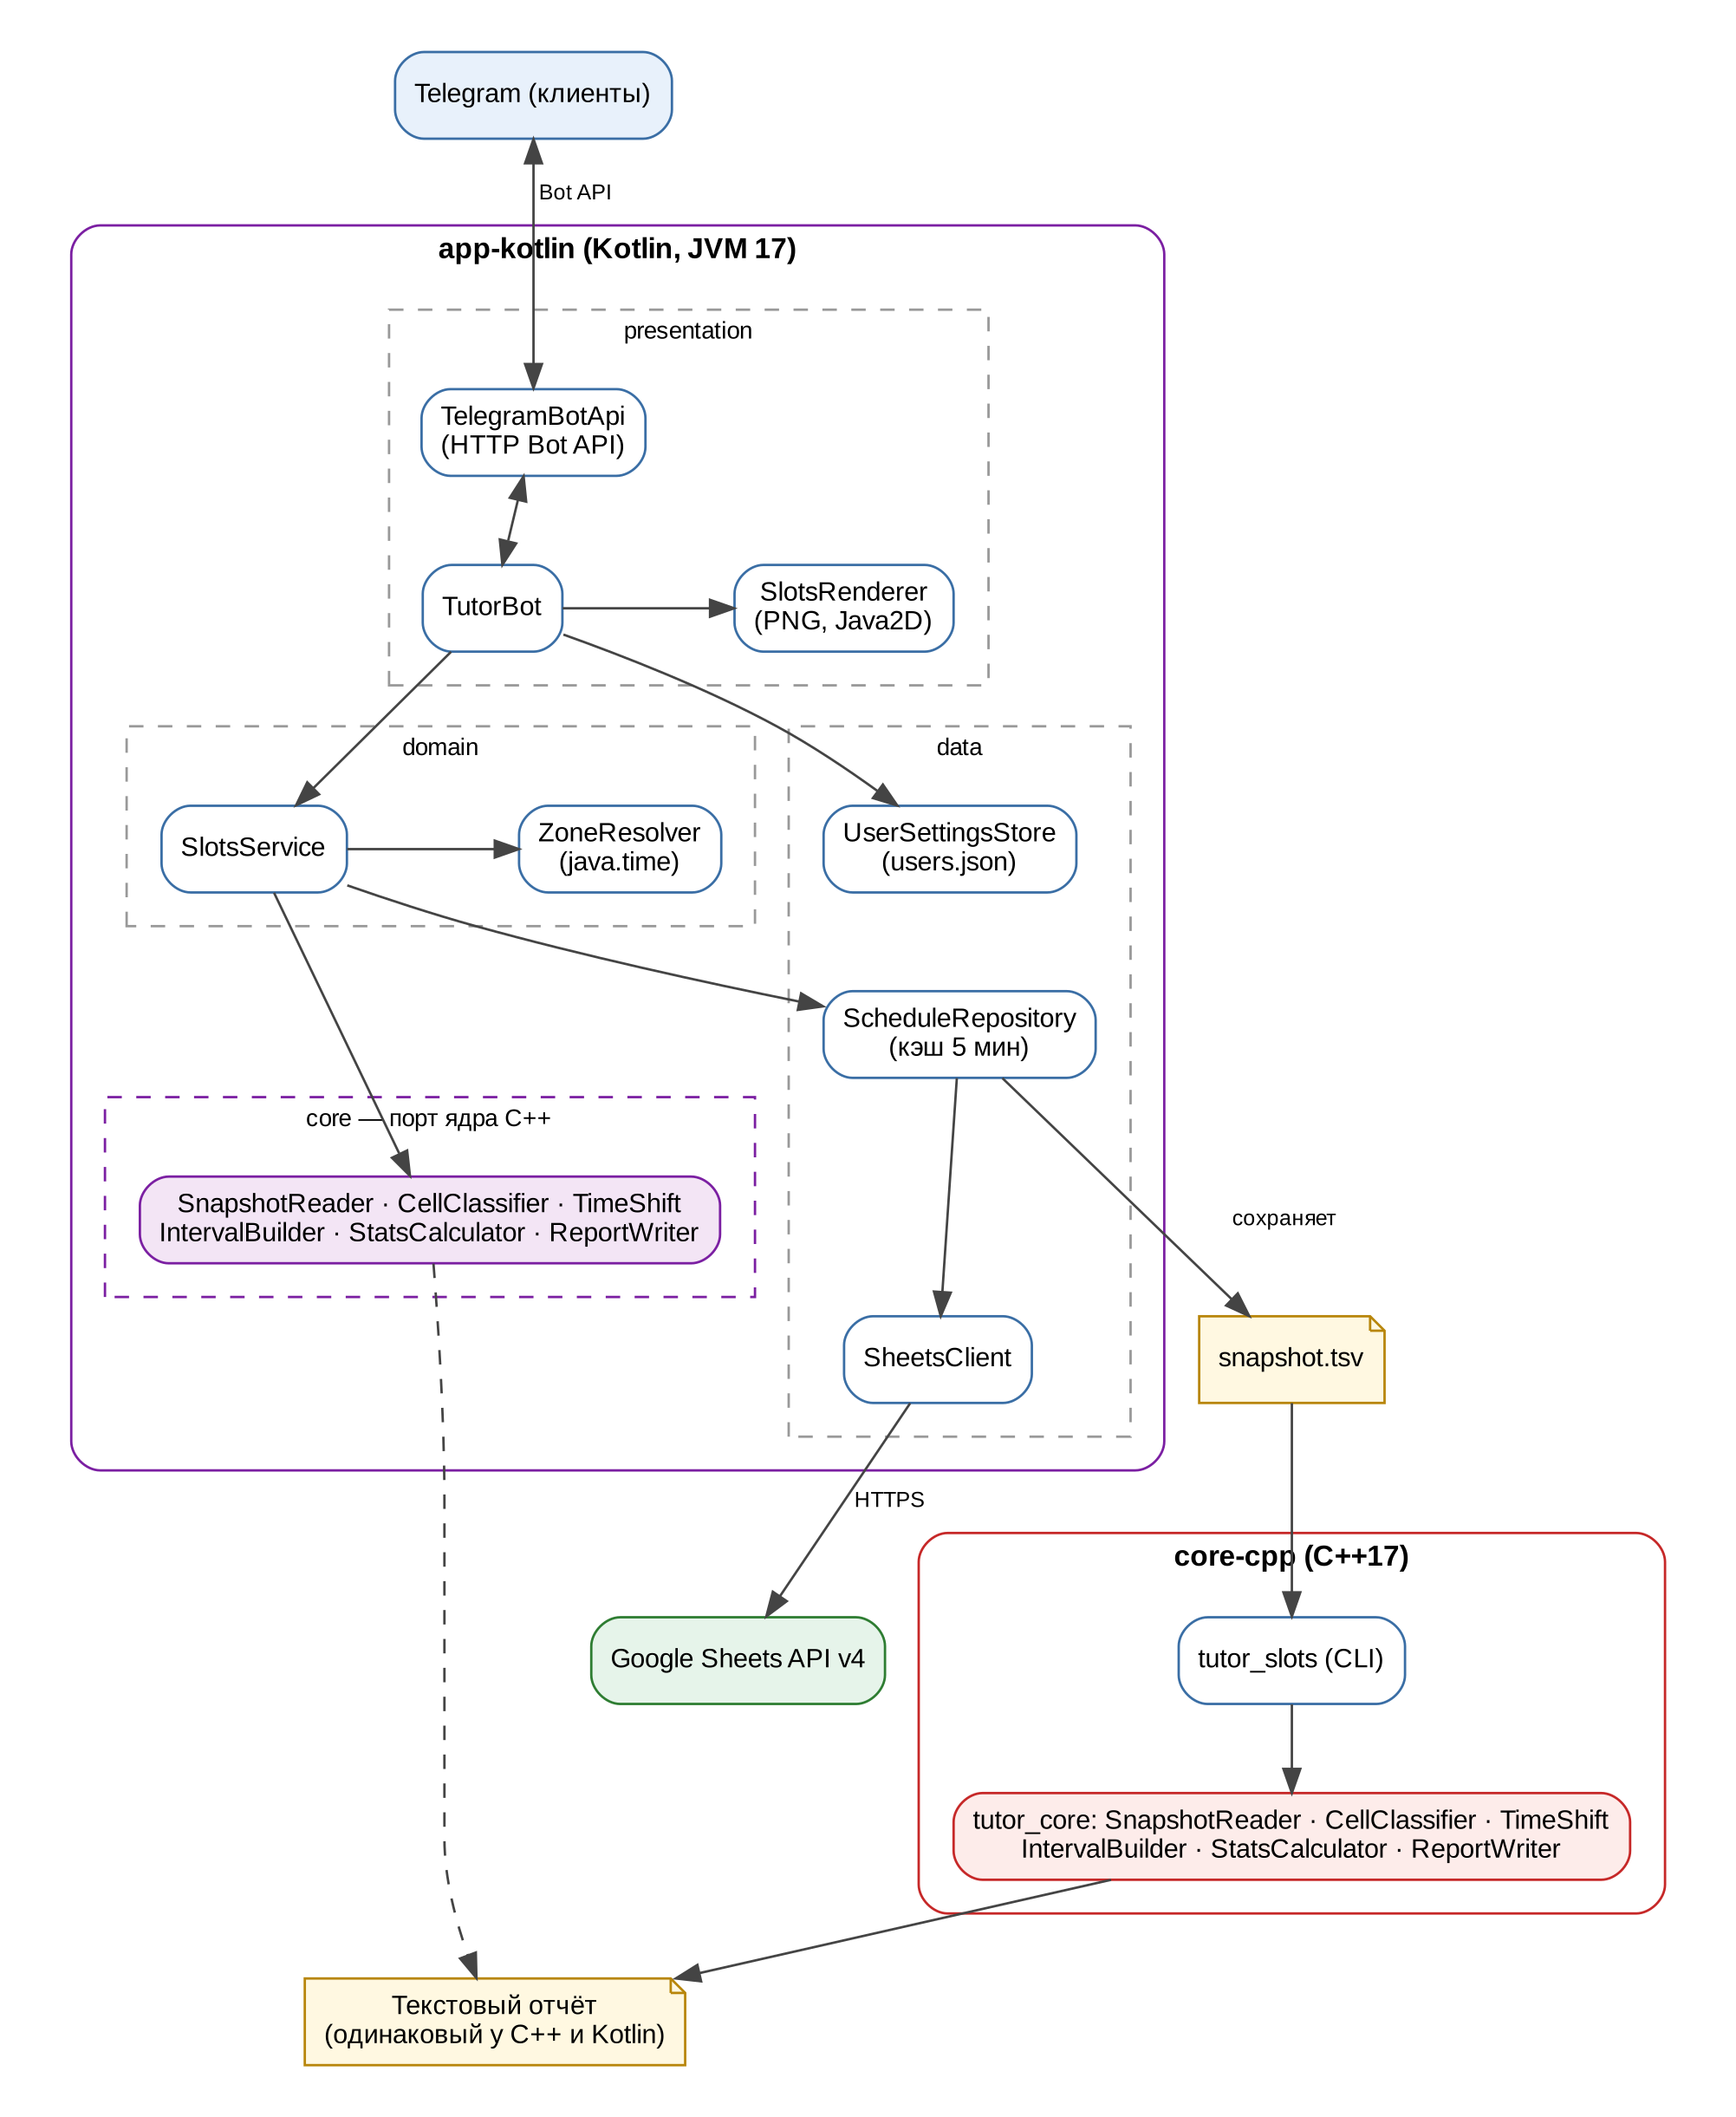 Telegram (клиенты)
Bot API
app-kotlin (Kotlin, JVM 17)
presentation
TelegramBotApi
(HTTP Bot API)
TutorBot
SlotsRenderer
(PNG, Java2D)
domain
data
SlotsService
ZoneResolver
(java.time)
UserSettingsStore
(users.json)
ScheduleRepository
(кэш 5 мин)
core — порт ядра C++
SnapshotReader · CellClassifier · TimeShift
IntervalBuilder · StatsCalculator · ReportWriter
сохраняет
SheetsClient
snapshot.tsv
HTTPS
core-cpp (C++17)
Google Sheets API v4
tutor_slots (CLI)
tutor_core: SnapshotReader · CellClassifier · TimeShift
IntervalBuilder · StatsCalculator · ReportWriter
Текстовый отчёт
(одинаковый у C++ и Kotlin)